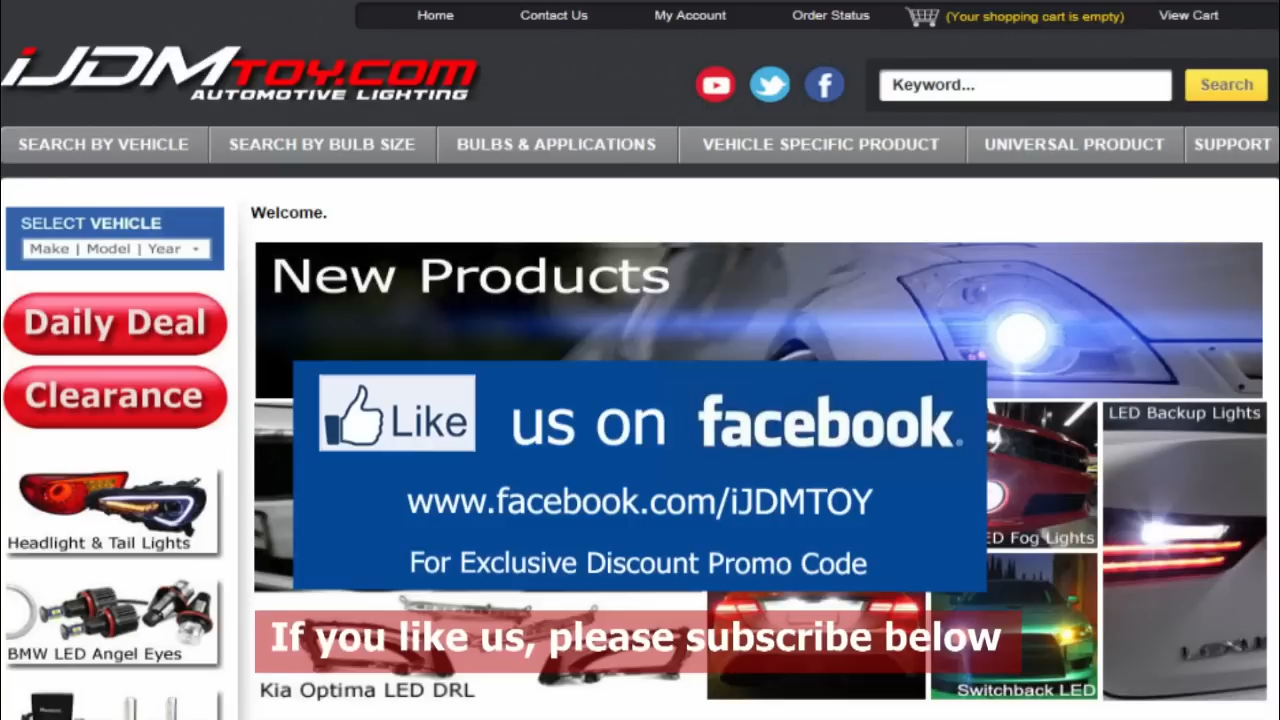 Home Contact Us My Account Order Status (Your shopping cart is empty) View Cart
iJDMTOY.COM
AUTOMOTIVE LIGHTING
Keyword... Search
SEARCH BY VEHICLE SEARCH BY BULB SIZE BULBS & APPLICATIONS VEHICLE SPECIFIC PRODUCT UNIVERSAL PRODUCT SUPPORT
Welcome.
SELECT VEHICLE
Make | Model | Year
Daily Deal
Clearance
Headlight & Tail Lights
BMW LED Angel Eyes
New Products
Like us on facebook.
www.facebook.com/iJDMTOY
For Exclusive Discount Promo Code
LED Backup Lights
ED Fog Lights
If you like us, please subscribe below
Kia Optima LED DRL
Switchback LED